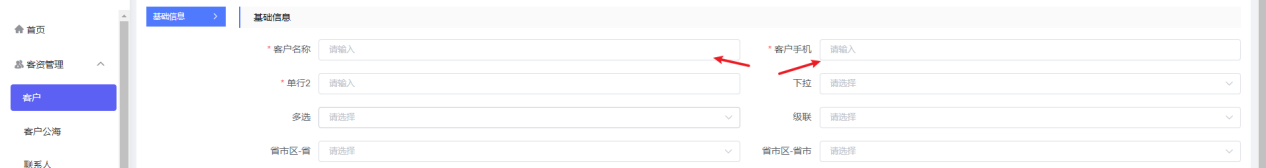 首页
客资管理
客户
客户公海
联系人
基础信息
基础信息
* 客户名称 请输入
* 客户手机 请输入
* 单行2 请输入
下拉 请选择
多选 请选择
级联 请选择
省市区-省 请选择
省市区-省市 请选择